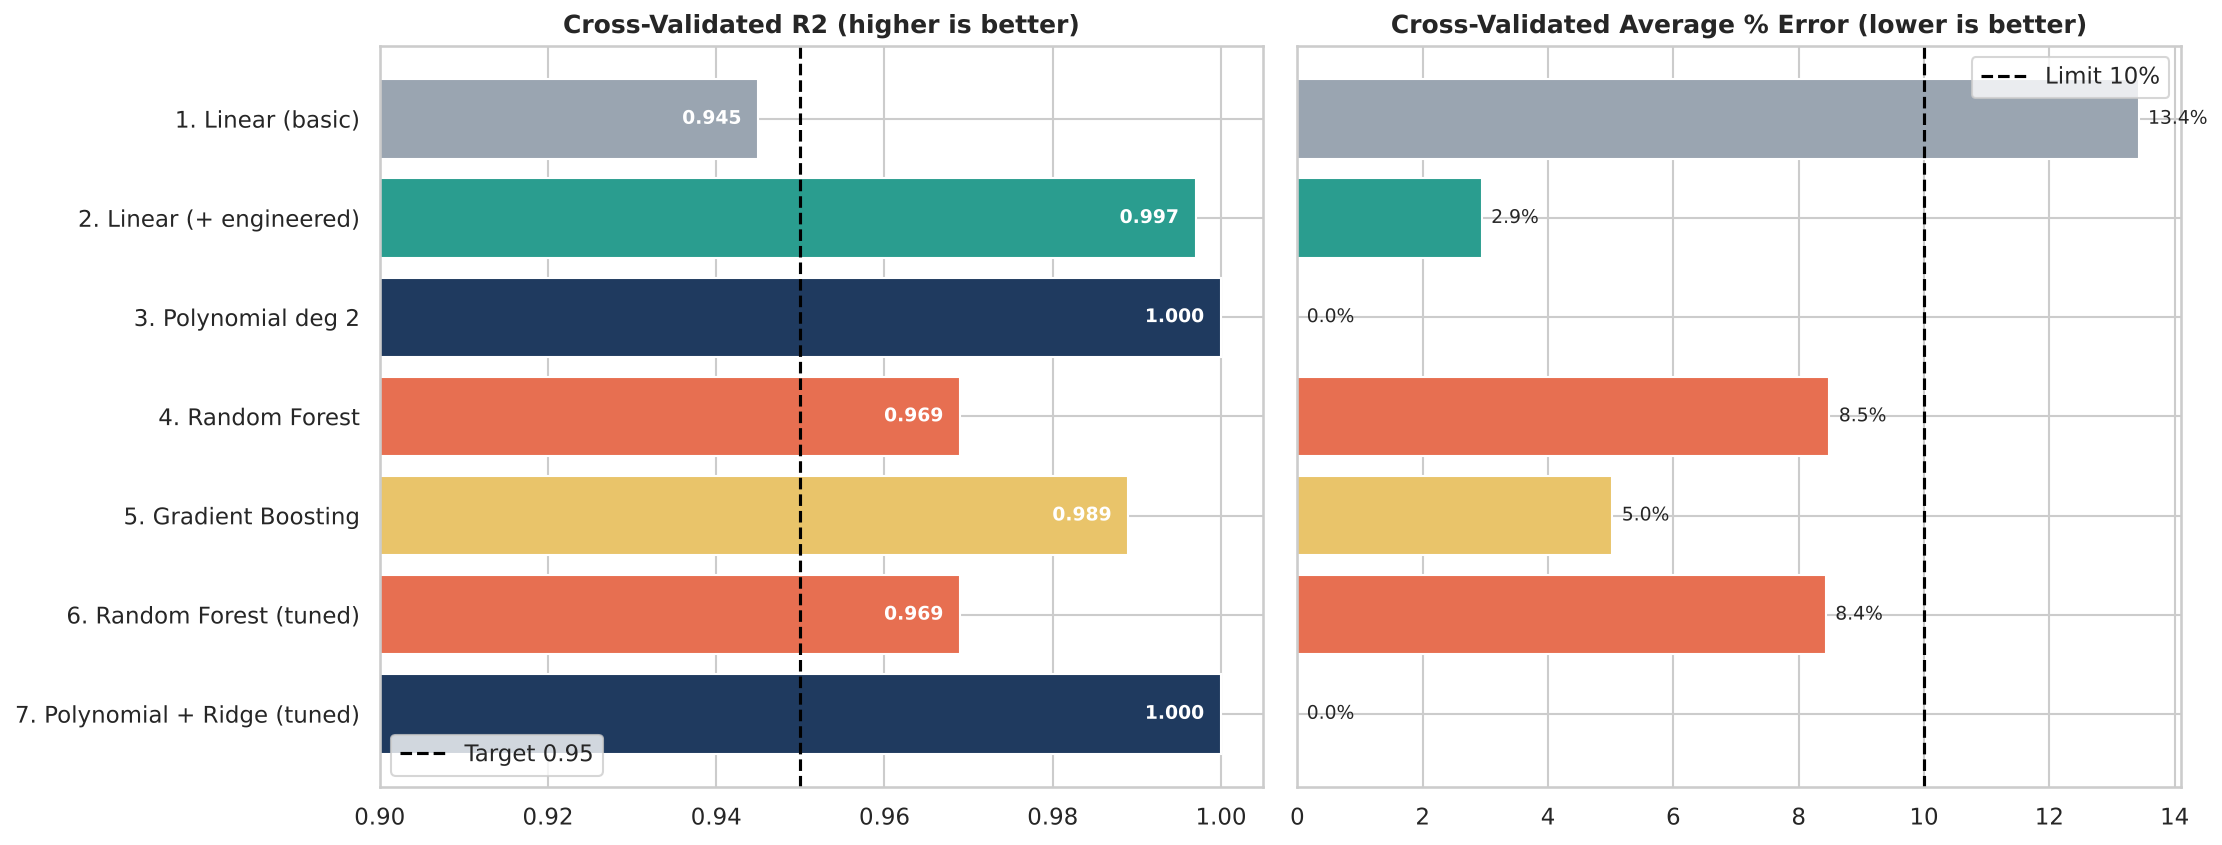 Cross-Validated R2 (higher is better)
1. Linear (basic)
0.945
2. Linear (+ engineered)
0.997
3. Polynomial deg 2
1.000
4. Random Forest
0.969
5. Gradient Boosting
0.989
6. Random Forest (tuned)
0.969
7. Polynomial + Ridge (tuned)
1.000
Target 0.95
0.90 0.92 0.94 0.96 0.98 1.00
Cross-Validated Average % Error (lower is better)
Limit 10%
13.4%
2.9%
0.0%
8.5%
5.0%
8.4%
0.0%
0 2 4 6 8 10 12 14